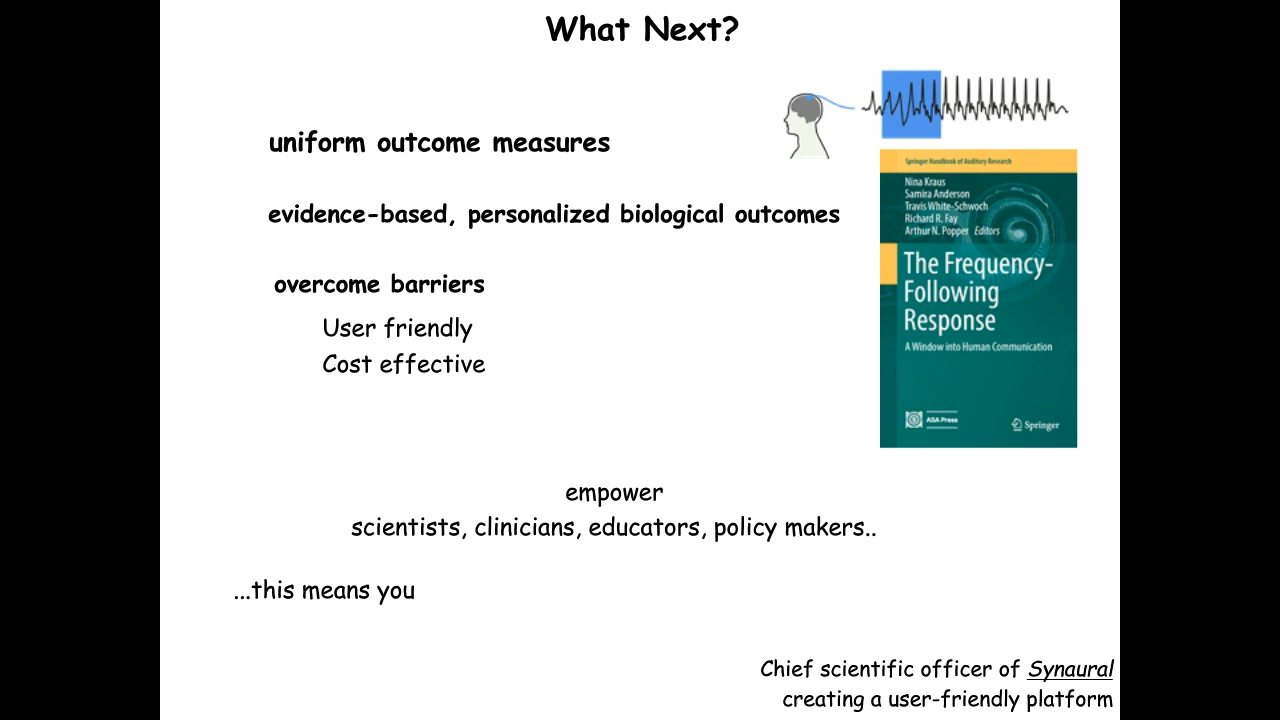 What Next?
uniform outcome measures
evidence-based, personalized biological outcomes
overcome barriers
User friendly
Cost effective
Springer Handbook of Auditory Research
Nina Kraus
Samira Anderson
Travis White-Schwoch
Richard R. Fay
Arthur N. Popper Editors
The Frequency-
Following
Response
A Window into Human Communication
ASA Press
Springer
empower
scientists, clinicians, educators, policy makers..
...this means you
Chief scientific officer of Synaural
creating a user-friendly platform